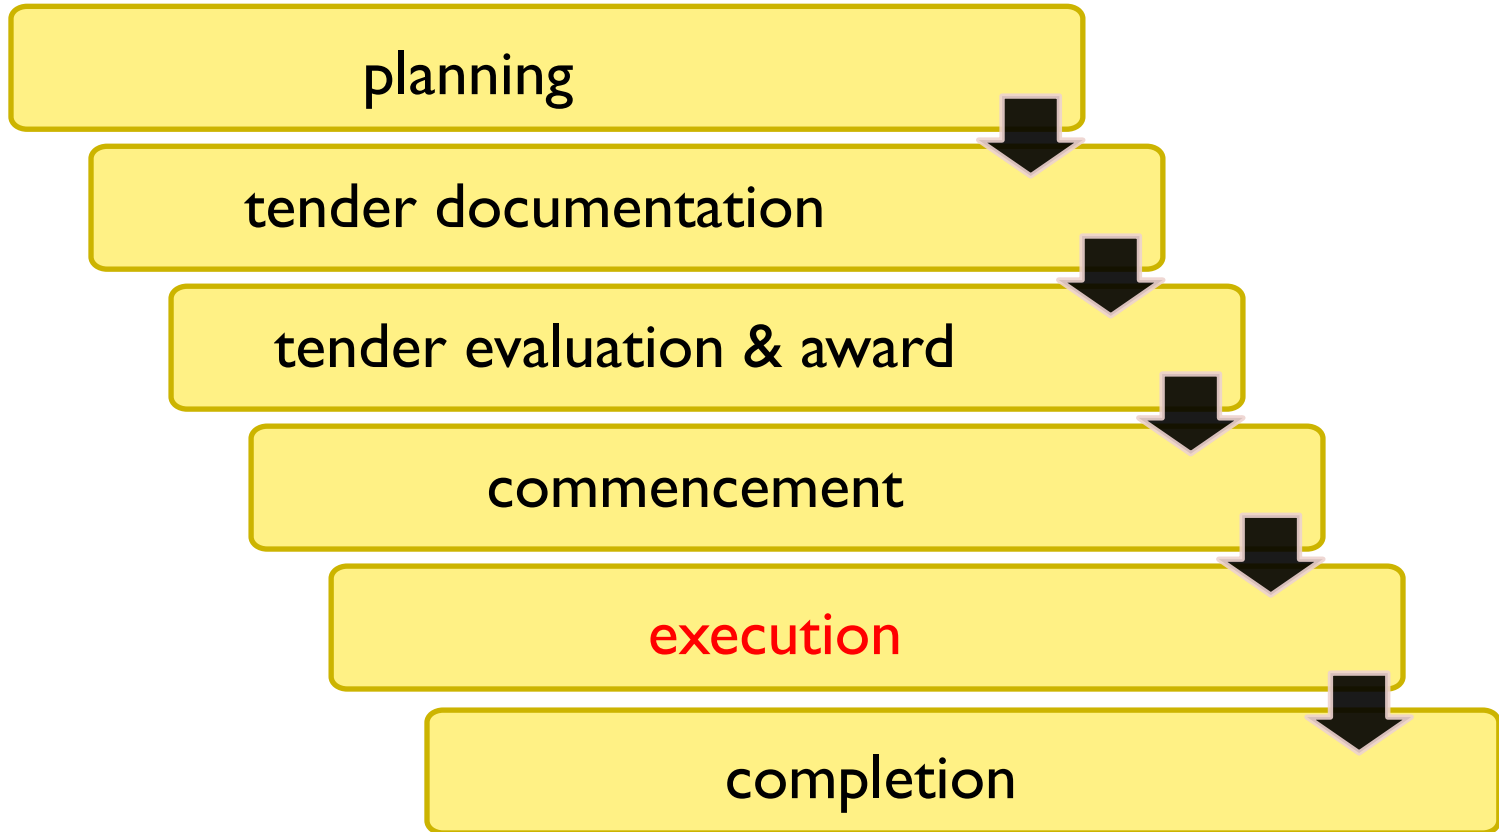 planning
tender documentation
tender evaluation & award
commencement
execution
completion